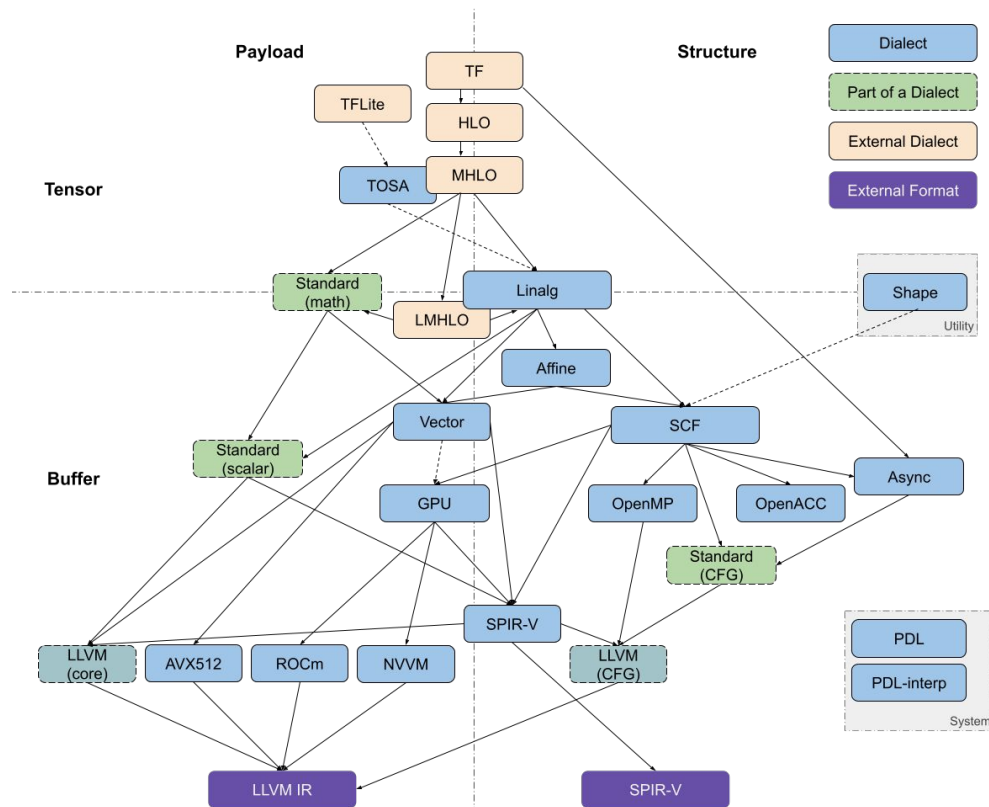 Payload
Structure
TF
Dialect
TFLite
Part of a Dialect
HLO
External Dialect
TOSA
MHLO
Tensor
External Format
Standard
(math)
Linalg
Shape
LMHLO
Utility
Affine
Vector
SCF
Standard
(scalar)
Buffer
GPU
OpenMP
OpenACC
Async
Standard
(CFG)
SPIR-V
PDL
LLVM
(core)
AVX512
ROCm
NVVM
LLVM
(CFG)
PDL-interp
System
LLVM IR
SPIR-V